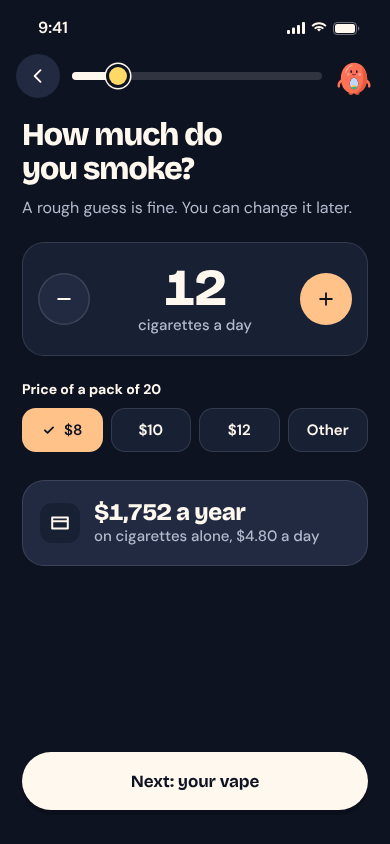 9:41
How much do
you smoke?
A rough guess is fine. You can change it later.
12
cigarettes a day
Price of a pack of 20
$8
$10
$12
Other
$1,752 a year
on cigarettes alone, $4.80 a day
Next: your vape